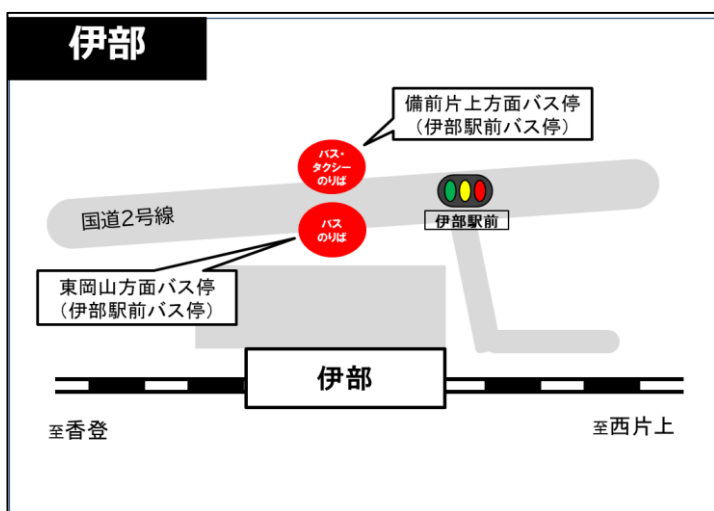 伊部
備前片上方面バス停
（伊部駅前バス停）
バス・
タクシー
のりば
国道2号線
伊部駅前
バス
のりば
東岡山方面バス停
（伊部駅前バス停）
伊部
至香登
至西片上